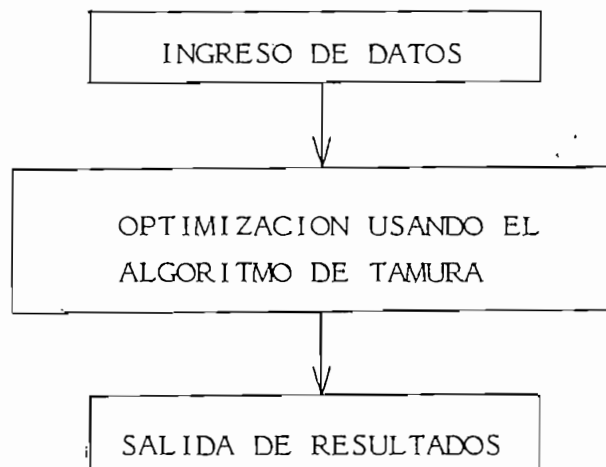 INGRESO DE DATOS
OPTIMIZACION USANDO EL
ALGORITMO DE TAMURA
SALIDA DE RESULTADOS